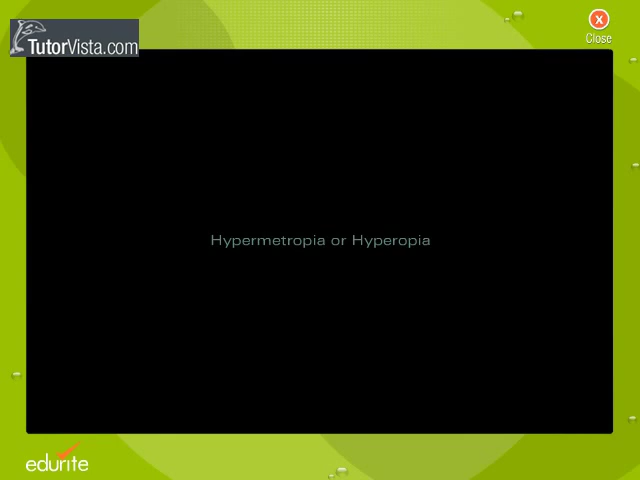 TutorVista.com
X
Close
Hypermetropia or Hyperopia
edurite